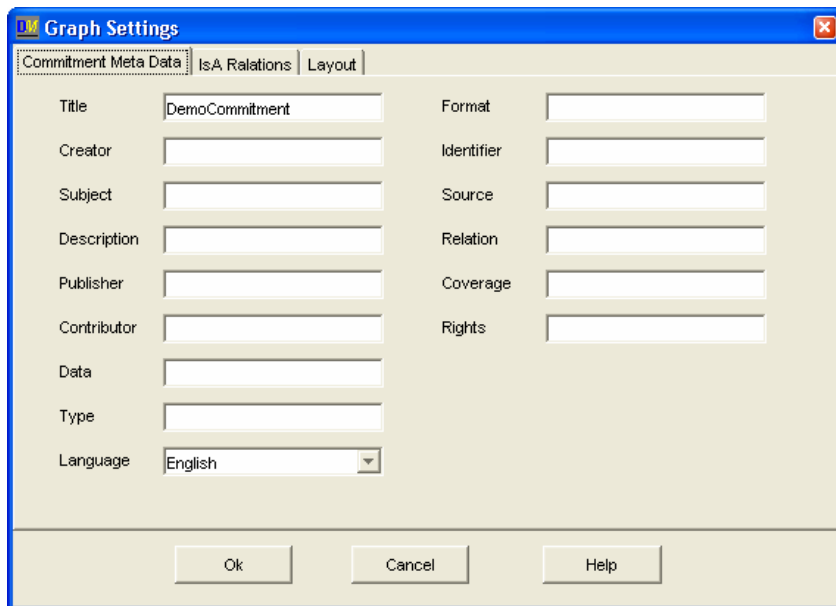 DM Graph Settings
Commitment Meta Data IsA Ralations Layout
Title DemoCommitment Format
Creator Identifier
Subject Source
Description Relation
Publisher Coverage
Contributor Rights
Data
Type
Language English
Ok Cancel Help